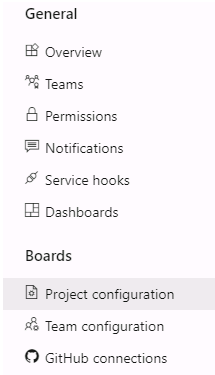 General
Overview
Teams
Permissions
Notifications
Service hooks
Dashboards
Boards
Project configuration
Team configuration
GitHub connections